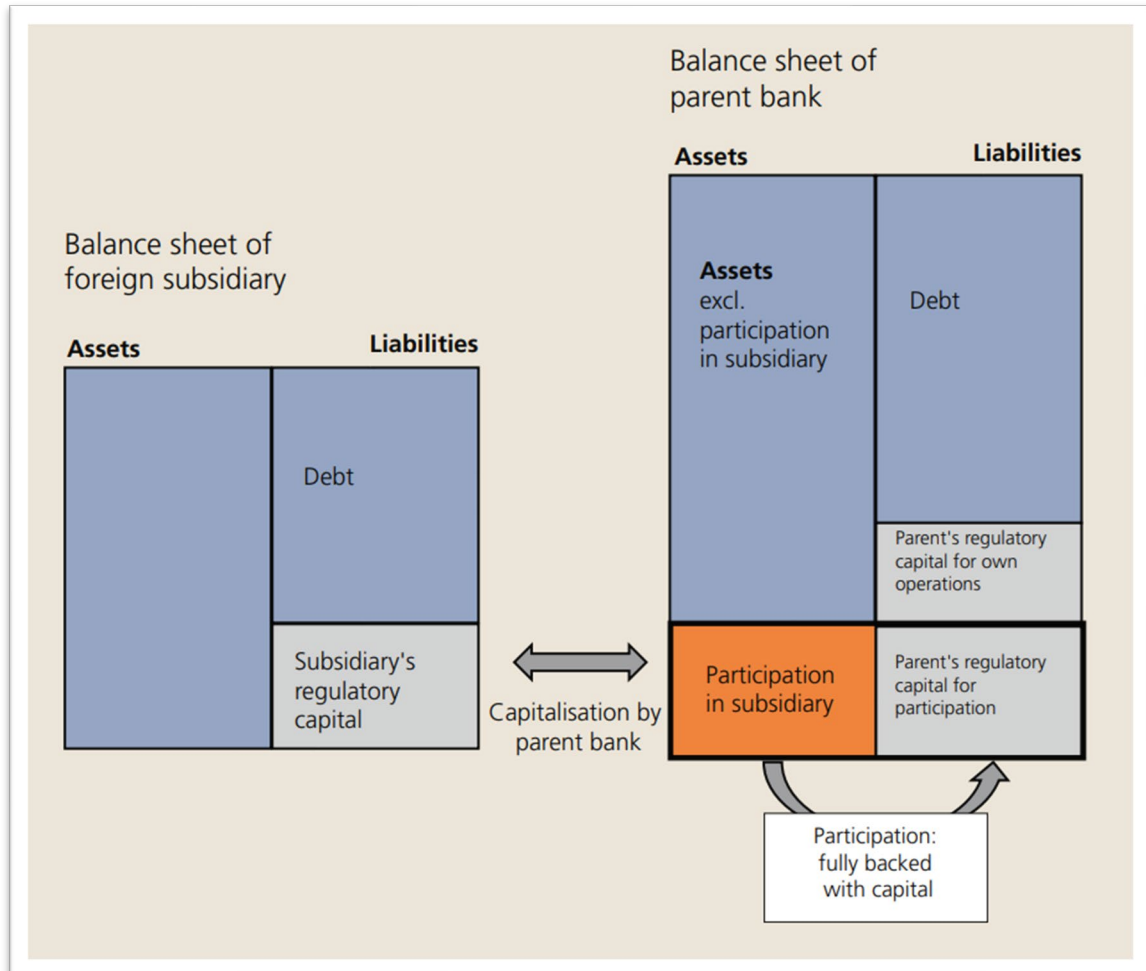 Balance sheet of
parent bank
Assets
Liabilities
Balance sheet of
foreign subsidiary
Assets
Liabilities
Assets
excl.
participation
in subsidiary
Debt
Debt
Parent's regulatory
capital for own
operations
Subsidiary's
regulatory
capital
Capitalisation by
parent bank
Participation
in subsidiary
Parent's regulatory
capital for
participation
Participation:
fully backed
with capital